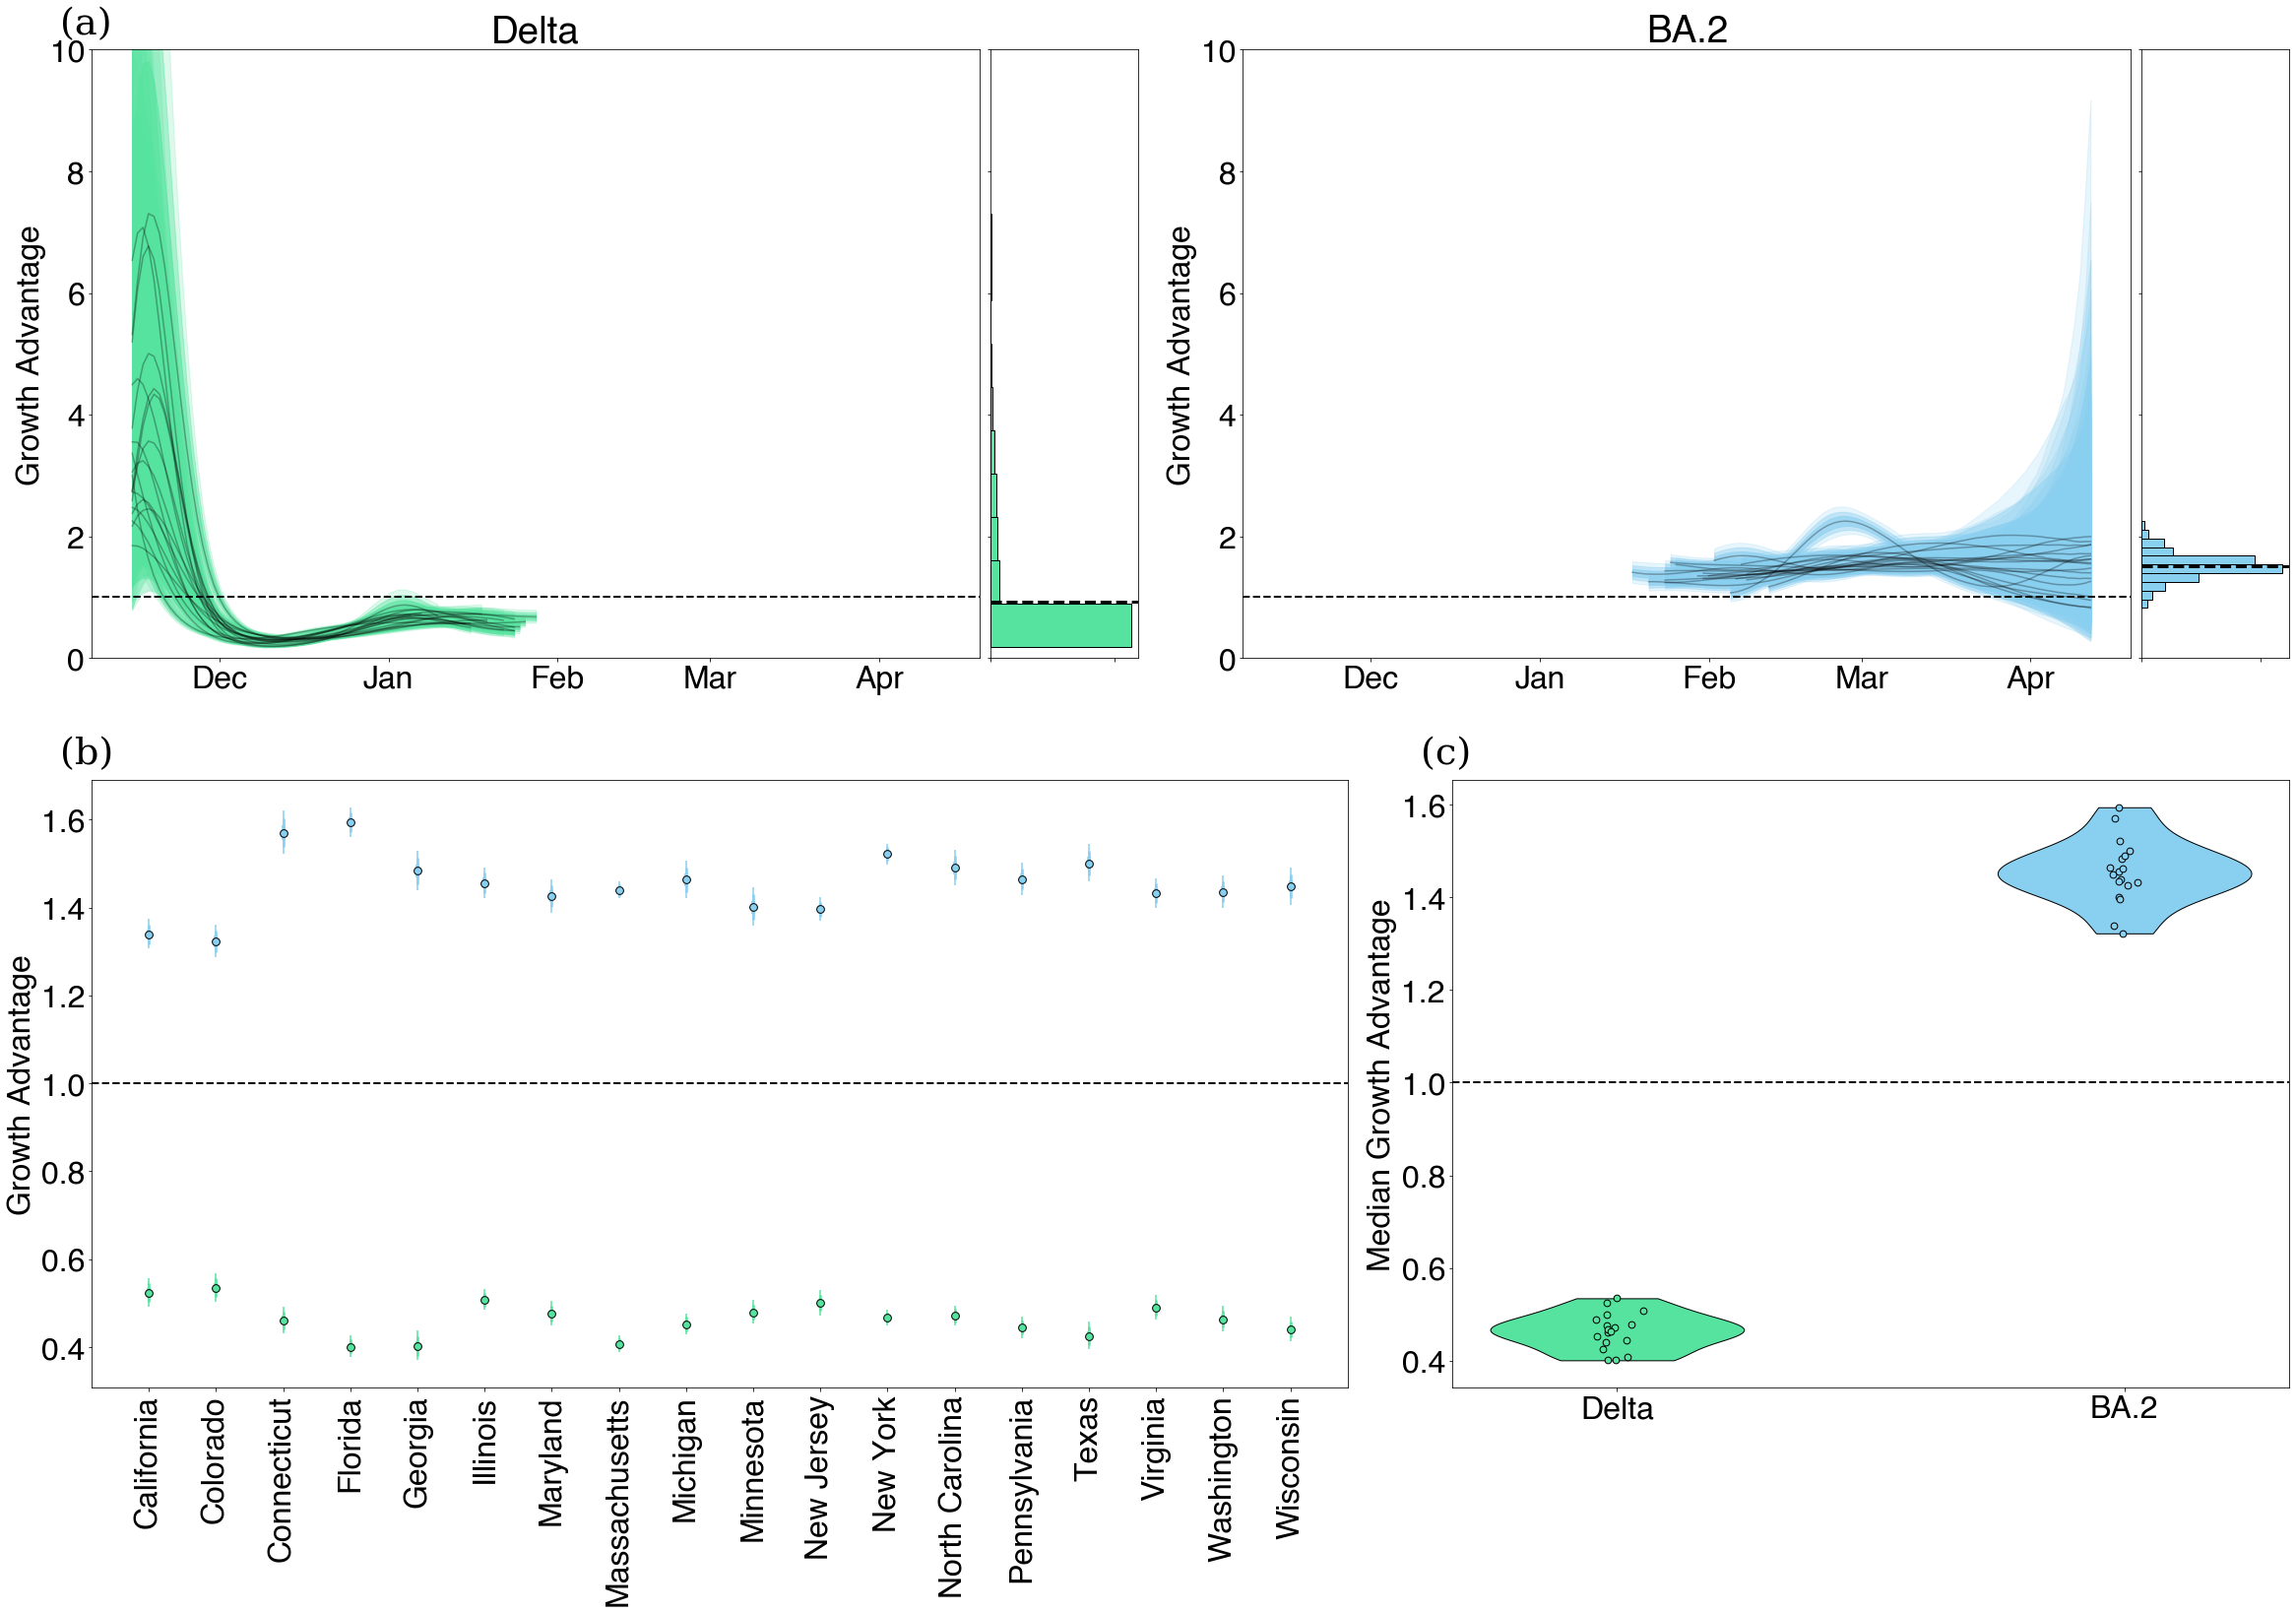 (a)
Delta
BA.2
Growth Advantage
10
8
6
4
2
0
Dec Jan Feb Mar Apr
Growth Advantage
10
8
6
4
2
0
Dec Jan Feb Mar Apr
(b)
Growth Advantage
1.6
1.4
1.2
1.0
0.8
0.6
0.4
California
Colorado
Connecticut
Florida
Georgia
Illinois
Maryland
Massachusetts
Michigan
Minnesota
New Jersey
New York
North Carolina
Pennsylvania
Texas
Virginia
Washington
Wisconsin
(c)
Median Growth Advantage
1.6
1.4
1.2
1.0
0.8
0.6
0.4
Delta BA.2